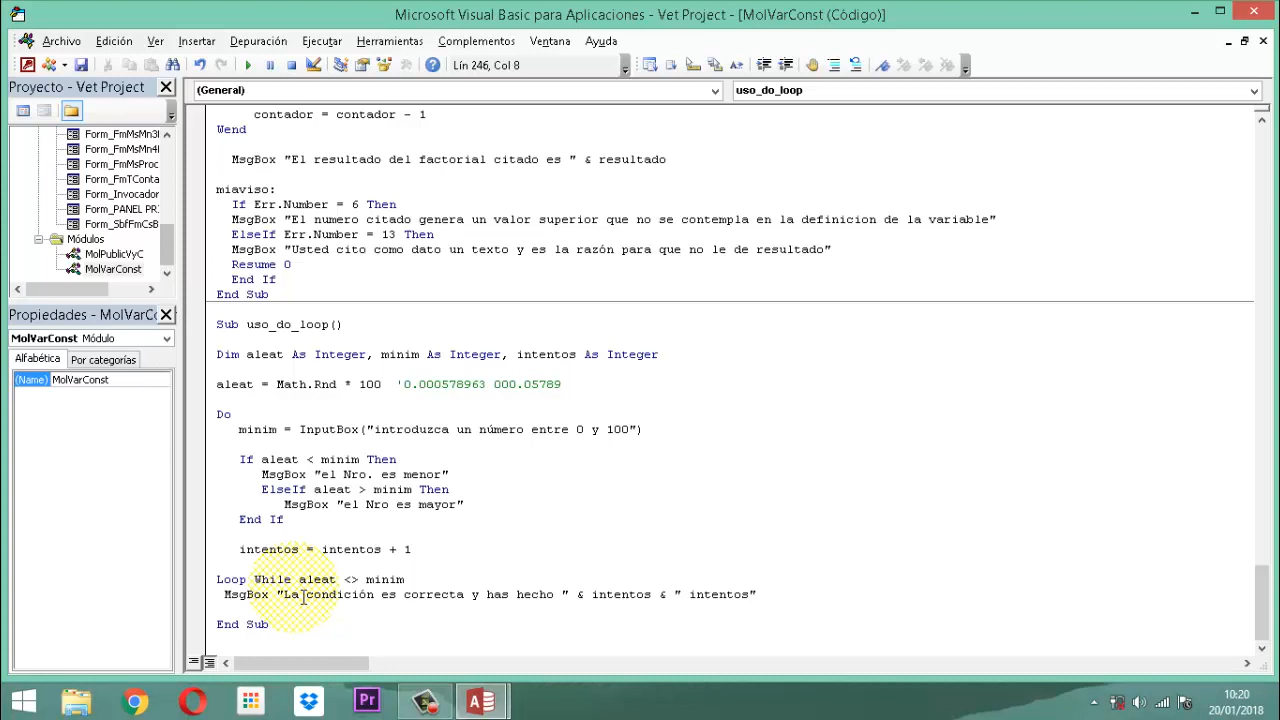 Microsoft Visual Basic para Aplicaciones - Vet Project - [MolVarConst (Código)]
Archivo Edición Ver Insertar Formato Depuración Ejecutar Herramientas Complementos Ventana Ayuda
Lín 246, Col 8
Proyecto - Vet Project
(General)
uso_do_loop
Form_FmMsMn3
Form_FmMsMn4
Form_FmMsProc
Form_FmTConta
Form_Invocador
Form_PANEL PRI
Form_SbfFmCsB
Módulos
MolPublicVyC
MolVarConst
Propiedades - MolVarCo
MolVarConst Módulo
Alfabética Por categorías
(Name) MolVarConst
contador = contador - 1
Wend
MsgBox "El resultado del factorial citado es " & resultado
miaviso:
If Err.Number = 6 Then
MsgBox "El numero citado genera un valor superior que no se contempla en la definicion de la variable"
ElseIf Err.Number = 13 Then
MsgBox "Usted cito como dato un texto y es la razón para que no le de resultado"
Resume 0
End If
End Sub
Sub uso_do_loop()
Dim aleat As Integer, minim As Integer, intentos As Integer
aleat = Math.Rnd * 100 '0.000578963 000.05789
Do
minim = InputBox("introduzca un número entre 0 y 100")
If aleat < minim Then
MsgBox "el Nro. es menor"
ElseIf aleat > minim Then
MsgBox "el Nro es mayor"
End If
intentos = intentos + 1
Loop While aleat <> minim
MsgBox "La condición es correcta y has hecho " & intentos & " intentos"
End Sub
Pr
10:20
20/01/2018